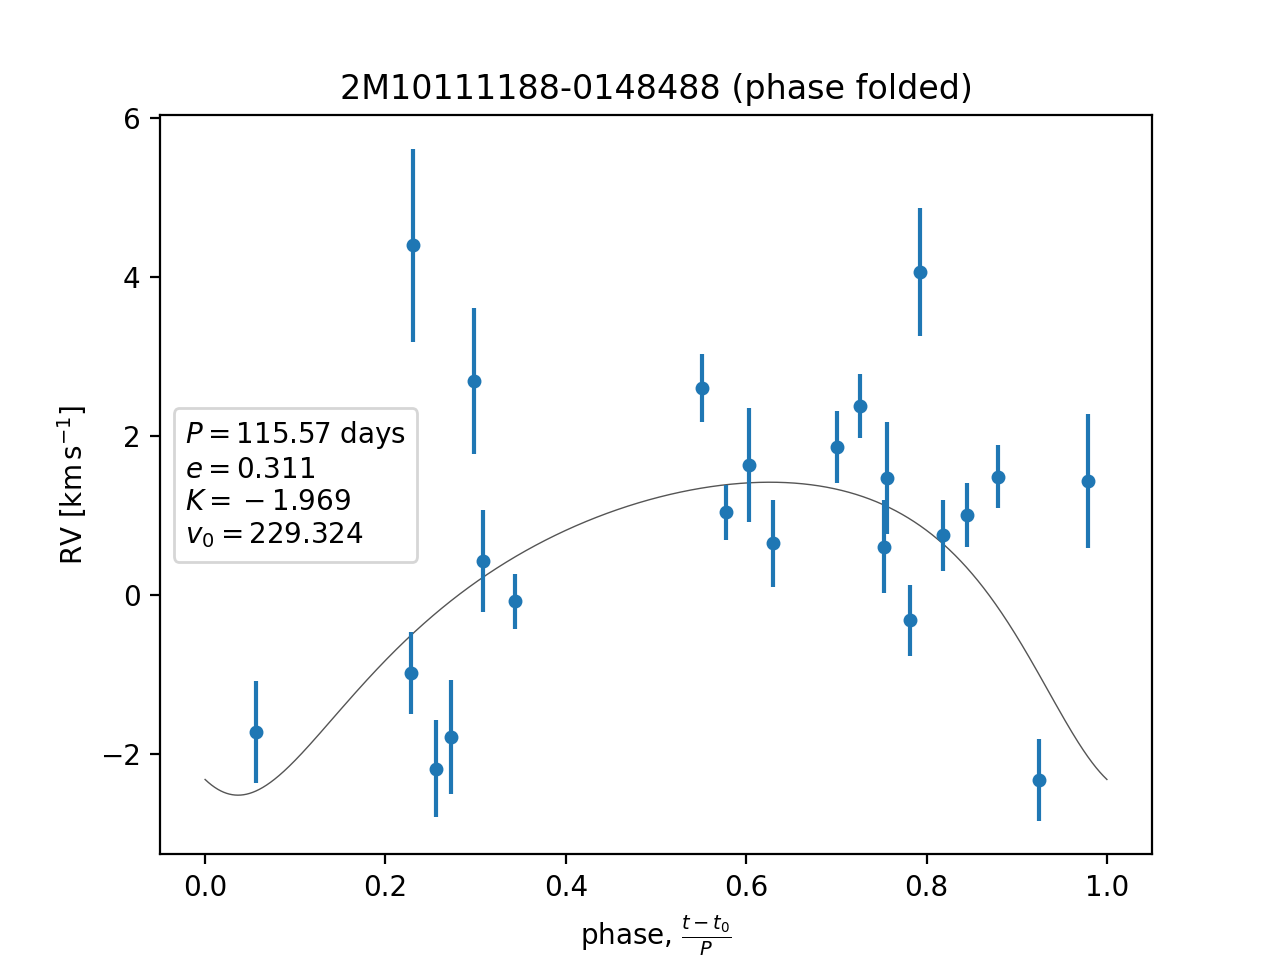 2M10111188-0148488 (phase folded)
6
4
2
0
−2
RV [km s⁻¹]
P = 115.57 days
e = 0.311
K = −1.969
v₀ = 229.324
0.0 0.2 0.4 0.6 0.8 1.0
phase, (t − t₀)/P